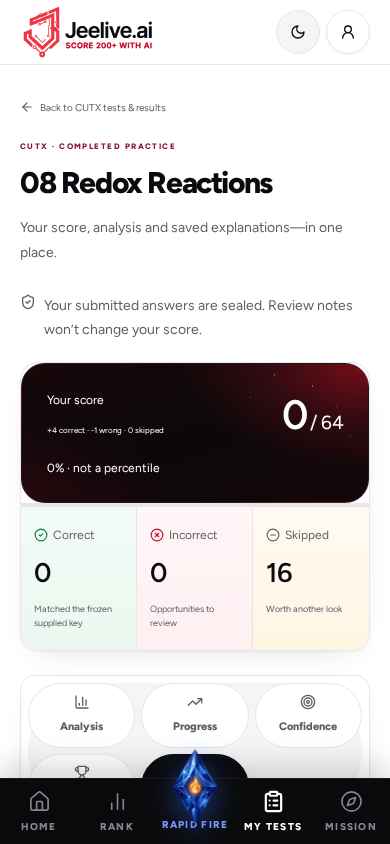 Jeelive.ai
SCORE 200+ WITH AI
Back to CUTX tests & results
CUTX · COMPLETED PRACTICE
08 Redox Reactions
Your score, analysis and saved explanations—in one
place.
Your submitted answers are sealed. Review notes
won't change your score.
Your score
0 / 64
+4 correct · -1 wrong · 0 skipped
0% · not a percentile
Correct
Incorrect
Skipped
0
0
16
Matched the frozen
supplied key
Opportunities to
review
Worth another look
Analysis
Progress
Confidence
HOME
RANK
RAPID FIRE
MY TESTS
MISSION